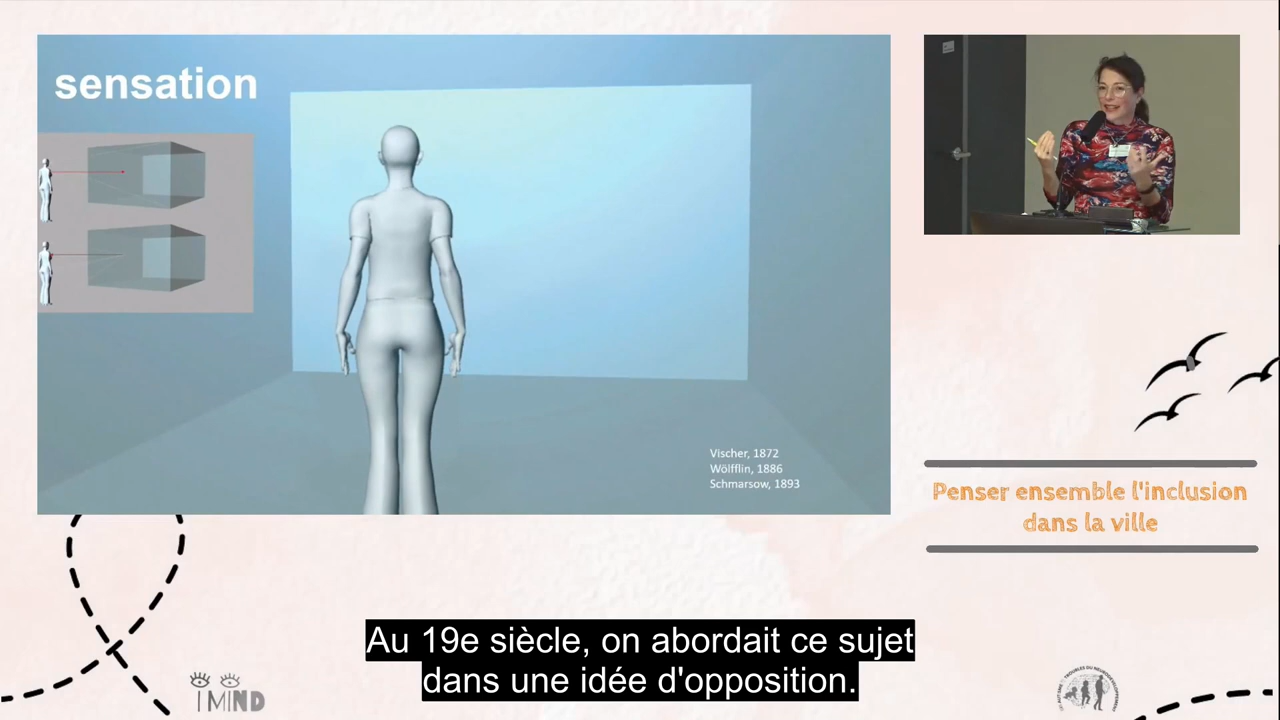 sensation
Vischer, 1872
Wölfflin, 1886
Schmarsow, 1893
Penser ensemble l'inclusion
dans la ville
Au 19e siècle, on abordait ce sujet
dans une idée d'opposition.
I MIND